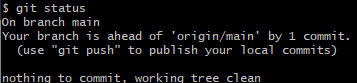 $ git status
On branch main
Your branch is ahead of 'origin/main' by 1 commit.
  (use "git push" to publish your local commits)

nothing to commit, working tree clean